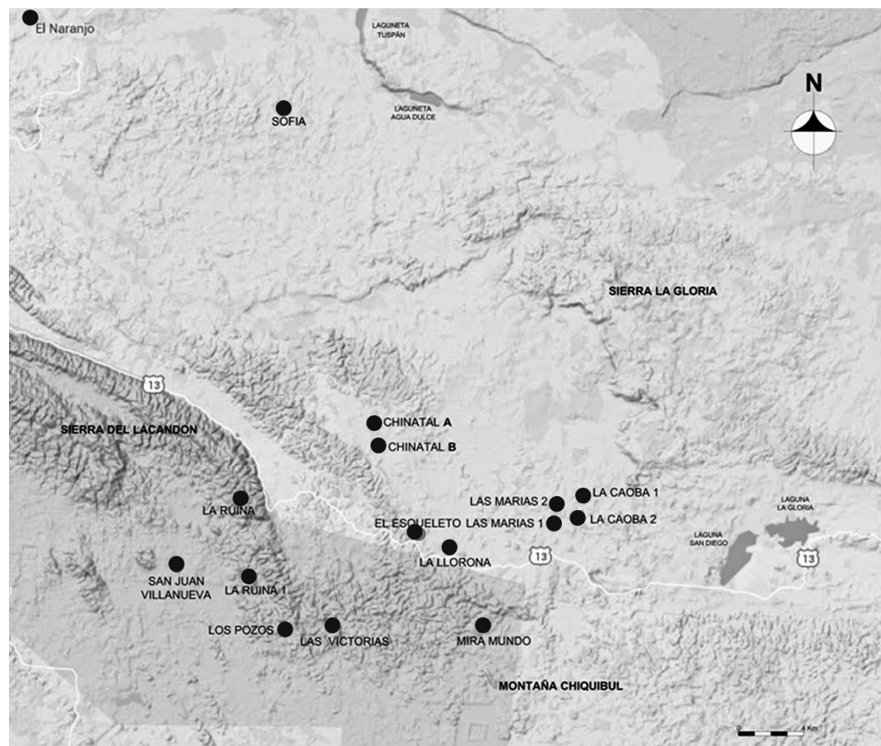 El Naranjo
LAGUNETA
TUSPÁN
LAGUNETA
AGUA DULCE
SOFIA
N
SIERRA LA GLORIA
13
SIERRA DEL LACANDON
CHINATAL A
CHINATAL B
LA RUINA
LAS MARIAS 2
LA CAOBA 1
EL ESQUELETO
LAS MARIAS 1
LA CAOBA 2
LAGUNA
LA GLORIA
LAGUNA
SAN DIEGO
LA LLORONA
13
13
SAN JUAN
VILLANUEVA
LA RUINA 1
LOS POZOS
LAS VICTORIAS
MIRA MUNDO
MONTAÑA CHIQUIBUL
0 4 Km